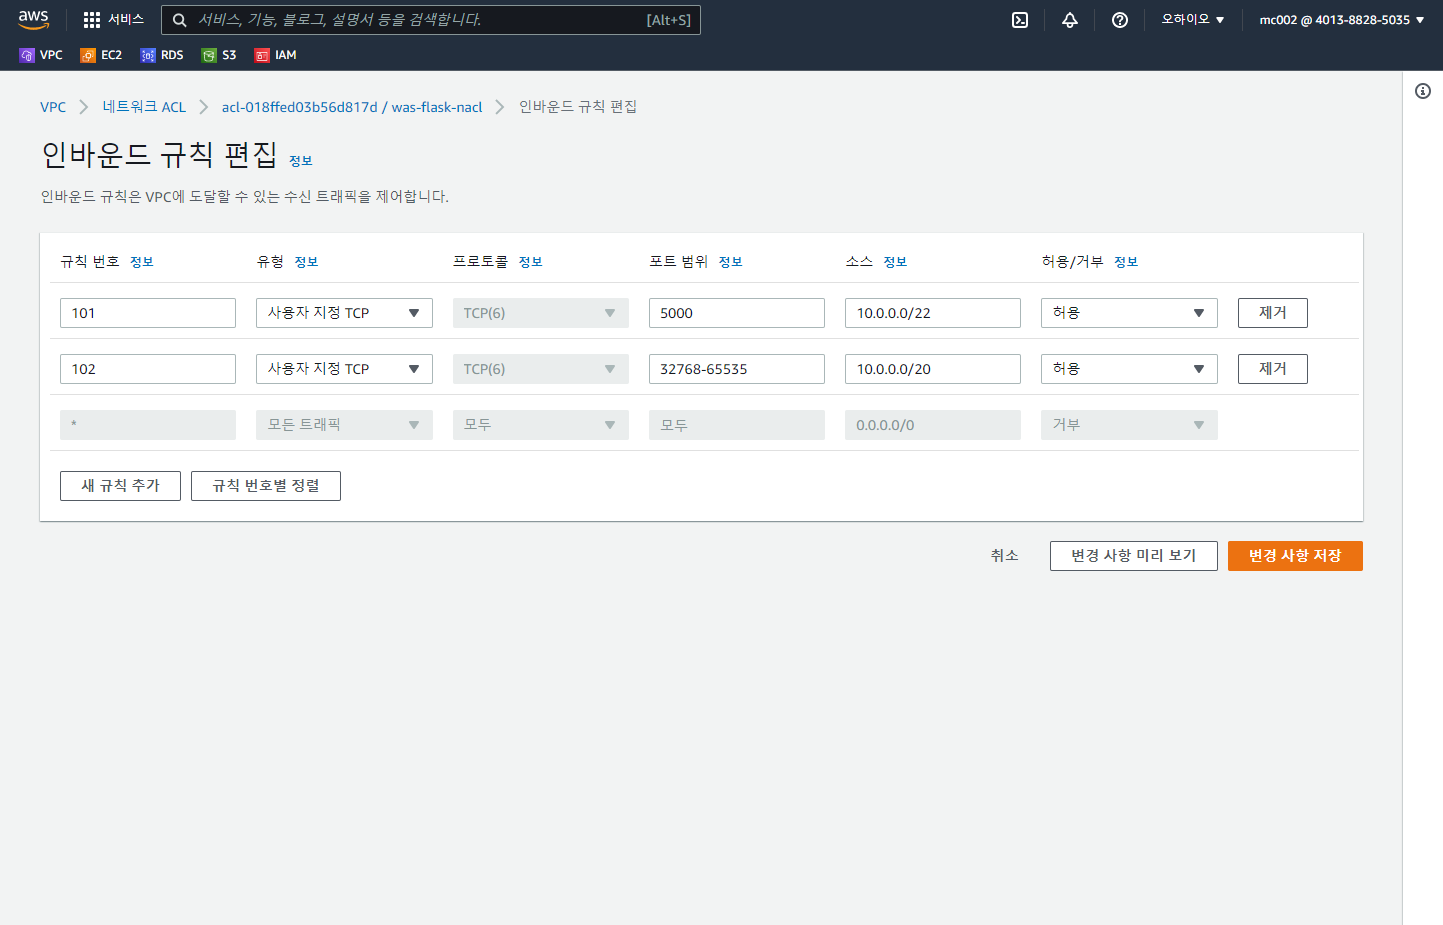 aws 서비스 서비스, 기능, 블로그, 설명서 등을 검색합니다. [Alt+S] 오하이오 ▼ mc002 @ 4013-8828-5035 ▼
VPC EC2 RDS S3 IAM
VPC > 네트워크 ACL > acl-018ffed03b56d817d / was-flask-nacl > 인바운드 규칙 편집
인바운드 규칙 편집 정보
인바운드 규칙은 VPC에 도달할 수 있는 수신 트래픽을 제어합니다.
규칙 번호 정보 유형 정보 프로토콜 정보 포트 범위 정보 소스 정보 허용/거부 정보
101 사용자 지정 TCP TCP(6) 5000 10.0.0.0/22 허용 제거
102 사용자 지정 TCP TCP(6) 32768-65535 10.0.0.0/20 허용 제거
* 모든 트래픽 모두 모두 0.0.0.0/0 거부
새 규칙 추가 규칙 번호별 정렬
취소 변경 사항 미리 보기 변경 사항 저장